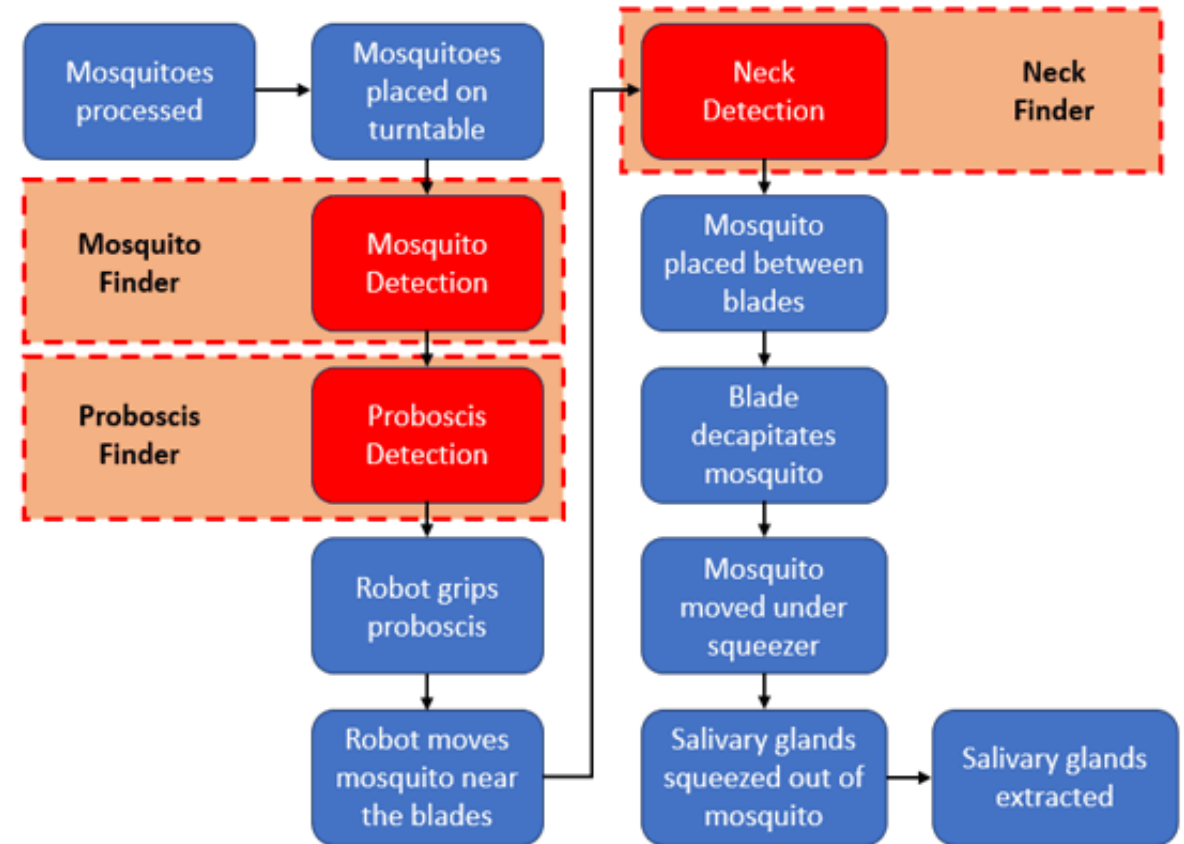 Mosquitoes
processed
Mosquitoes
placed on
turntable
Mosquito
Finder
Mosquito
Detection
Proboscis
Finder
Proboscis
Detection
Robot grips
proboscis
Robot moves
mosquito near
the blades
Neck
Detection
Neck
Finder
Mosquito
placed between
blades
Blade
decapitates
mosquito
Mosquito
moved under
squeezer
Salivary glands
squeezed out of
mosquito
Salivary glands
extracted